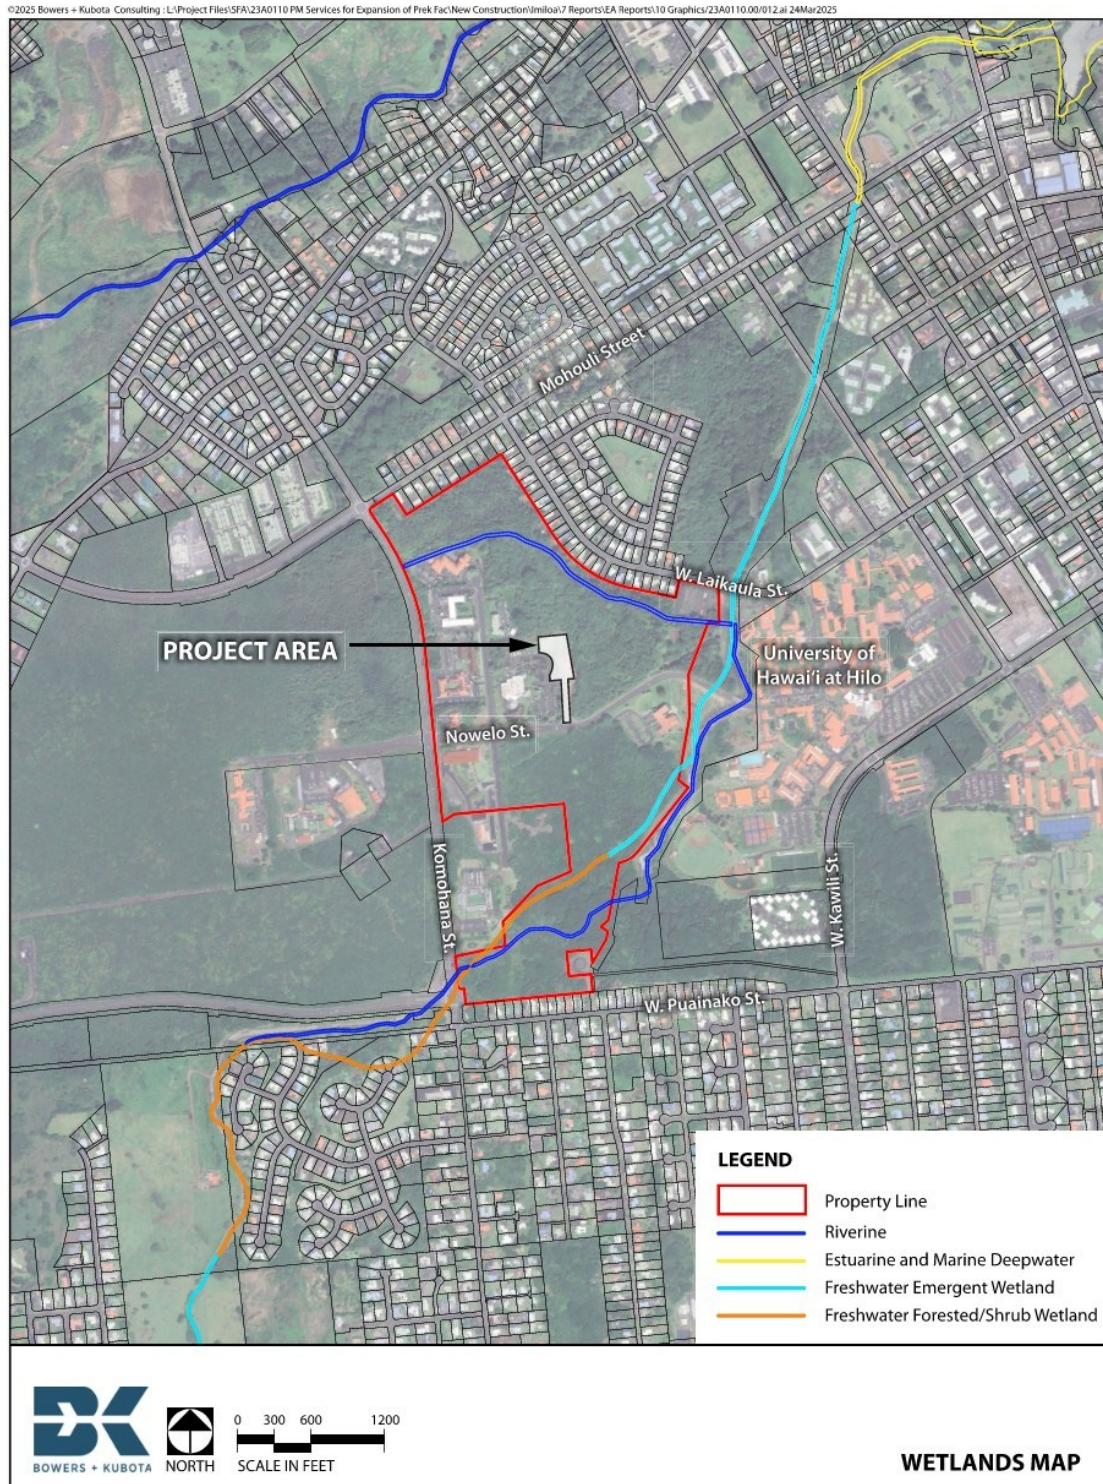 ©2025 Bowers + Kubota Consulting : L:\Project Files\SFA\23A0110 PM Services for Expansion of Prek Fac\New Construction\Imiloa\7 Reports\EA Reports\10 Graphics/23A0110.00/012.ai 24Mar2025
Mohouli Street
W. Laikaula St.
PROJECT AREA
University of
Hawai‘i at Hilo
Nowelo St.
Komohana St.
W. Kawili St.
W. Puainako St.
LEGEND
Property Line
Riverine
Estuarine and Marine Deepwater
Freshwater Emergent Wetland
Freshwater Forested/Shrub Wetland
BK
BOWERS + KUBOTA
NORTH
0 300 600 1200
SCALE IN FEET
WETLANDS MAP